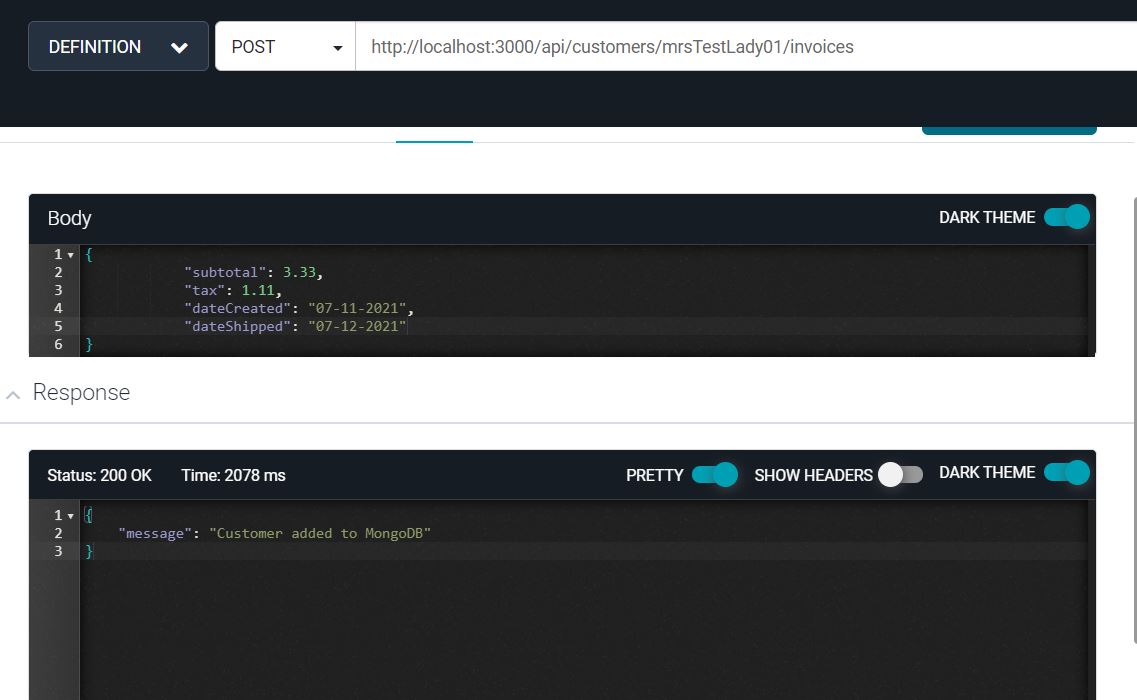 DEFINITION POST http://localhost:3000/api/customers/mrsTestLady01/invoices
Body DARK THEME
1 {
2 "subtotal": 3.33,
3 "tax": 1.11,
4 "dateCreated": "07-11-2021",
5 "dateShipped": "07-12-2021"
6 }
Response
Status: 200 OK Time: 2078 ms PRETTY SHOW HEADERS DARK THEME
1 {
2 "message": "Customer added to MongoDB"
3 }